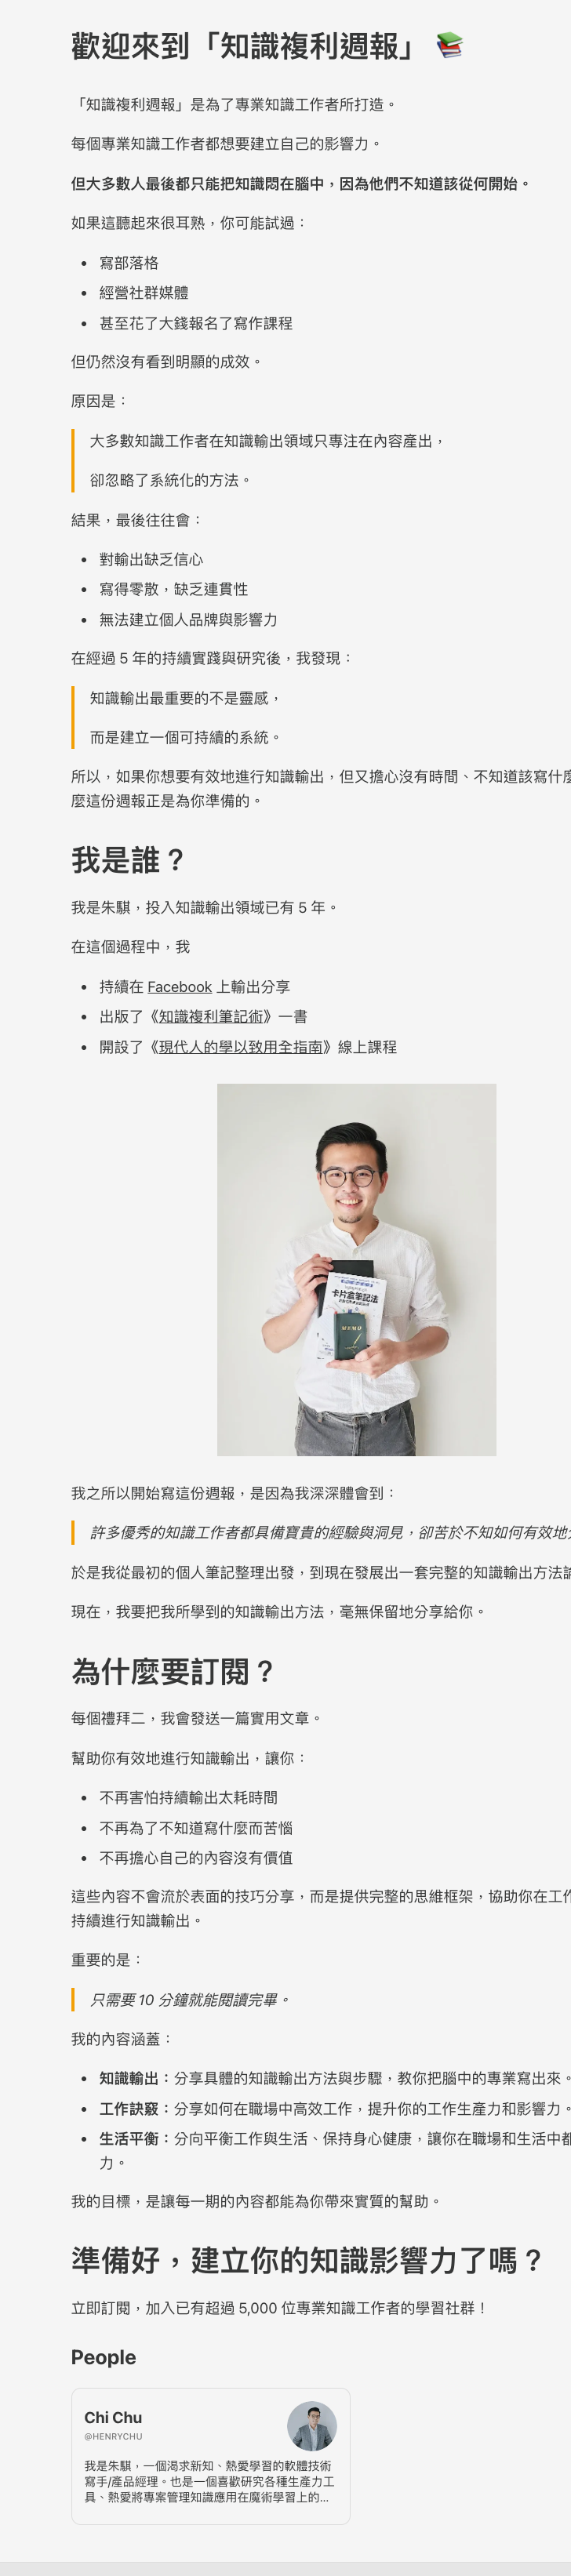 歡迎來到「知識複利週報」 📚
「知識複利週報」是為了專業知識工作者所打造。
每個專業知識工作者都想要建立自己的影響力。
但大多數人最後都只能把知識悶在腦中，因為他們不知道該從何開始。
如果這聽起來很耳熟，你可能試過：
• 寫部落格
• 經營社群媒體
• 甚至花了大錢報名了寫作課程
但仍然沒有看到明顯的成效。
原因是：
大多數知識工作者在知識輸出領域只專注在內容產出，
卻忽略了系統化的方法。
結果，最後往往會：
• 對輸出缺乏信心
• 寫得零散，缺乏連貫性
• 無法建立個人品牌與影響力
在經過 5 年的持續實踐與研究後，我發現：
知識輸出最重要的不是靈感，
而是建立一個可持續的系統。
所以，如果你想要有效地進行知識輸出，但又擔心沒有時間、不知道該寫什
麼這份週報正是為你準備的。
我是誰？
我是朱騏，投入知識輸出領域已有 5 年。
在這個過程中，我
• 持續在 Facebook 上輸出分享
• 出版了《知識複利筆記術》一書
• 開設了《現代人的學以致用全指南》線上課程
卡片盒筆記法
MEMO
我之所以開始寫這份週報，是因為我深深體會到：
許多優秀的知識工作者都具備寶貴的經驗與洞見，卻苦於不知如何有效地
於是我從最初的個人筆記整理出發，到現在發展出一套完整的知識輸出方法
現在，我要把我所學到的知識輸出方法，毫無保留地分享給你。
為什麼要訂閱？
每個禮拜二，我會發送一篇實用文章。
幫助你有效地進行知識輸出，讓你：
• 不再害怕持續輸出太耗時間
• 不再為了不知道寫什麼而苦惱
• 不再擔心自己的內容沒有價值
這些內容不會流於表面的技巧分享，而是提供完整的思維框架，協助你在工
持續進行知識輸出。
重要的是：
只需要 10 分鐘就能閱讀完畢。
我的內容涵蓋：
• 知識輸出：分享具體的知識輸出方法與步驟，教你把腦中的專業寫出來。
• 工作訣竅：分享如何在職場中高效工作，提升你的工作生產力和影響力。
• 生活平衡：分向平衡工作與生活、保持身心健康，讓你在職場和生活中都
力。
我的目標，是讓每一期的內容都能為你帶來實質的幫助。
準備好，建立你的知識影響力了嗎？
立即訂閱，加入已有超過 5,000 位專業知識工作者的學習社群！
People
Chi Chu
@HENRYCHU
我是朱騏，一個渴求新知、熱愛學習的軟體技術
寫手/產品經理。也是一個喜歡研究各種生產力工
具、熱愛將專案管理知識應用在魔術學習上的...